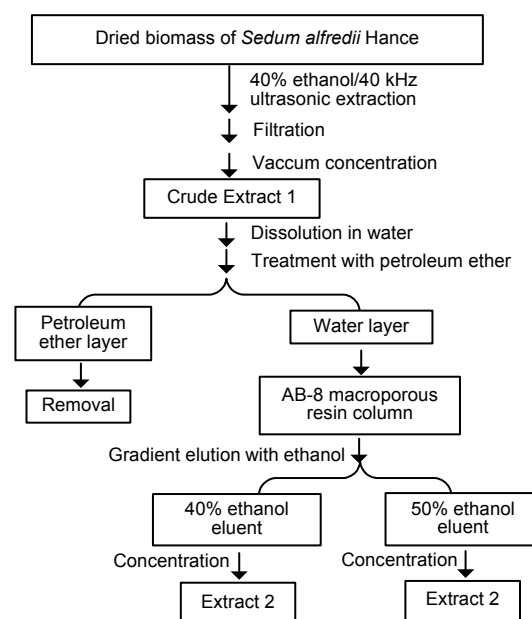 Dried biomass of Sedum alfredii Hance
40% ethanol/40 kHz
ultrasonic extraction
Filtration
Vaccum concentration
Crude Extract 1
Dissolution in water
Treatment with petroleum ether
Petroleum
ether layer
Water layer
Removal
AB-8 macroporous
resin column
Gradient elution with ethanol
40% ethanol
eluent
50% ethanol
eluent
Concentration
Concentration
Extract 2
Extract 2